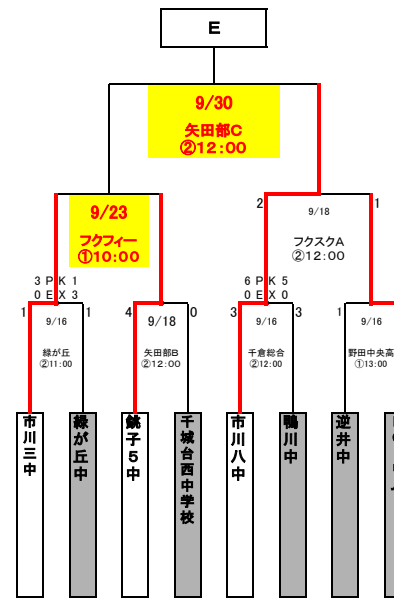 E
9/30
矢田部C
②12:00
2 9/18 1
9/23
フクフィー
①10:00
フクスクA
②12:00
3 P K 1
0 E X 3
6 P K 5
0 E X 0
1 9/16 1
4 9/18 0
3 9/16 3
1 9/16
緑が丘
②11:00
矢田部B
②12:00
千倉総合
②12:00
野田中央高
①13:00
市川三中
緑が丘中
銚子5中
千城台西中学校
市川八中
鴨川中
逆井中